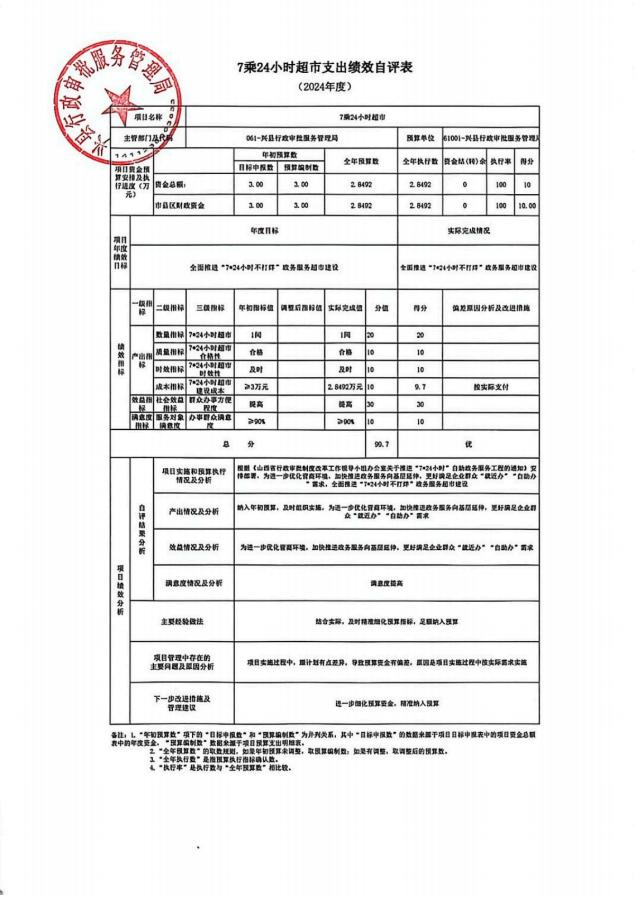 兴县行政审批服务管理局
7乘24小时超市支出绩效自评表
（2024年度）
项目名称 7乘24小时超市
主管部门及代码 061-兴县行政审批服务管理局 预算单位 61001-兴县行政审批服务管理
项目资金预算安排及执行进度（万元） 年初预算数 全年预算数 全年执行数 资金结(转)余 执行率 得分
目标申报数 预算编制数
资金总额： 3.00 3.00 2.8492 2.8492 0 100 10
市县区财政资金 3.00 3.00 2.8492 2.8492 0 100 10.00
项目年度绩效目标 年度目标 实际完成情况
全面推进“7*24小时不打烊”政务服务超市建设 全面推进“7*24小时不打烊”政务服务超市建设
绩效指标 一级指标 二级指标 三级指标 年初指标值 调整后指标值 实际完成值 分值 得分 偏差原因分析及改进措施
产出指标 数量指标 7*24小时超市 1间 1间 20 20
质量指标 7*24小时超市合格性 合格 合格 10 10
时效指标 7*24小时超市时效性 及时 及时 10 10
成本指标 7*24小时超市建设成本 ≥3万元 2.8492万元 10 9.7 按实际支付
效益指标 社会效益指标 群众办事方便程度 提高 提高 30 30
满意度指标 服务对象满意度 办事群众满意度 ≥90% ≥90% 10 10
总 分 99.7 优
项目绩效分析 自评结果分析 项目实施和预算执行情况及分析 根据《山西省行政审批制度改革工作领导小组办公室关于推进“7*24小时”自助政务服务工程的通知》安
排部署，为进一步优化营商环境，加快推进政务服务向基层延伸，更好满足企业群众“就近办”“自助办
”需求，全面推进“7*24小时不打烊”政务服务超市建设
产出情况及分析 纳入年初预算，及时组织实施，为进一步优化营商环境，加快推进政务服务向基层延伸，更好满足企业群
众“就近办”“自助办”需求
效益情况及分析 为进一步优化营商环境，加快推进政务服务向基层延伸，更好满足企业群众“就近办”“自助办”需求
满意度情况及分析 满意度提高
主要经验做法 结合实际，及时精准细化预算指标，足额纳入预算
项目管理中存在的主要问题及原因分析 项目实施过程中，跟计划有点差异，导致预算资金有偏差，原因是项目实施过程中按实际需求实施
下一步改进措施及管理建议 进一步细化预算资金，精准纳入预算
备注：1.“年初预算数”项下的“目标申报数”和“预算编制数”为并列关系，其中“目标申报数”的数据来源于项目目标申报表中的项目资金总额
表中的年度资金，“预算编制数”数据来源于项目预算支出明细表。
2.“全年预算数”的取数规则，如果年初预算未调整，取预算编制数；如果有调整，取调整后的预算数。
3.“全年执行数”是指预算执行指标确认数。
4.“执行率”是执行数与“全年预算数”相比较。